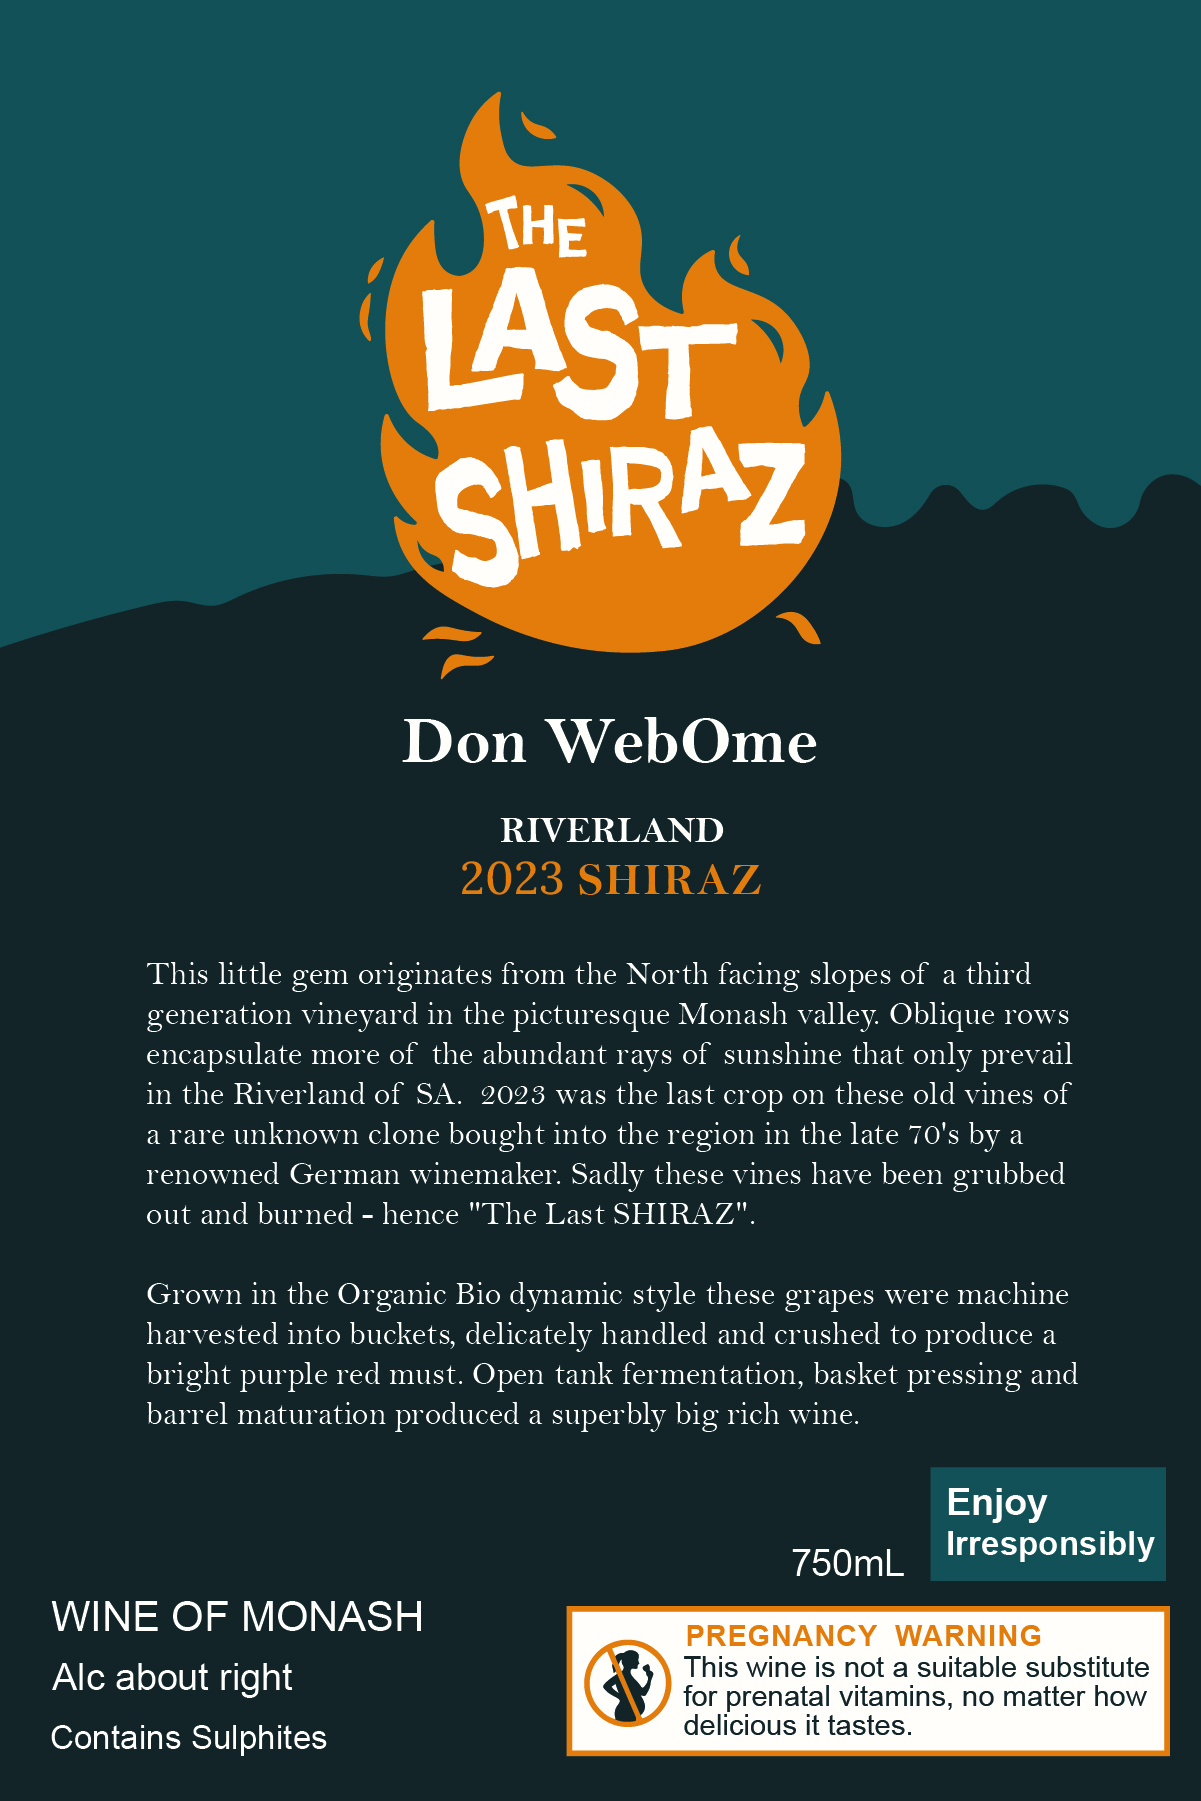 THE
LAST
SHIRAZ
Don WebOme
RIVERLAND
2023 SHIRAZ
This little gem originates from the North facing slopes of a third
generation vineyard in the picturesque Monash valley. Oblique rows
encapsulate more of the abundant rays of sunshine that only prevail
in the Riverland of SA. 2023 was the last crop on these old vines of
a rare unknown clone bought into the region in the late 70's by a
renowned German winemaker. Sadly these vines have been grubbed
out and burned - hence "The Last SHIRAZ".
Grown in the Organic Bio dynamic style these grapes were machine
harvested into buckets, delicately handled and crushed to produce a
bright purple red must. Open tank fermentation, basket pressing and
barrel maturation produced a superbly big rich wine.
Enjoy
Irresponsibly
750mL
WINE OF MONASH
Alc about right
Contains Sulphites
PREGNANCY WARNING
This wine is not a suitable substitute
for prenatal vitamins, no matter how
delicious it tastes.